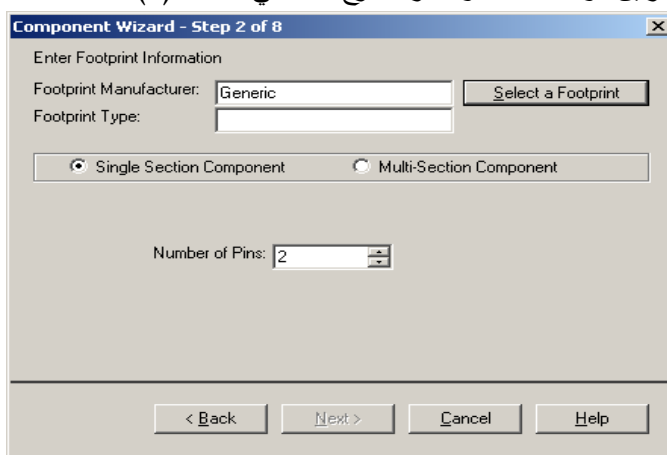 Component Wizard - Step 2 of 8
Enter Footprint Information
Footprint Manufacturer: Generic Select a Footprint
Footprint Type:
Single Section Component Multi-Section Component
Number of Pins: 2
< Back Next > Cancel Help